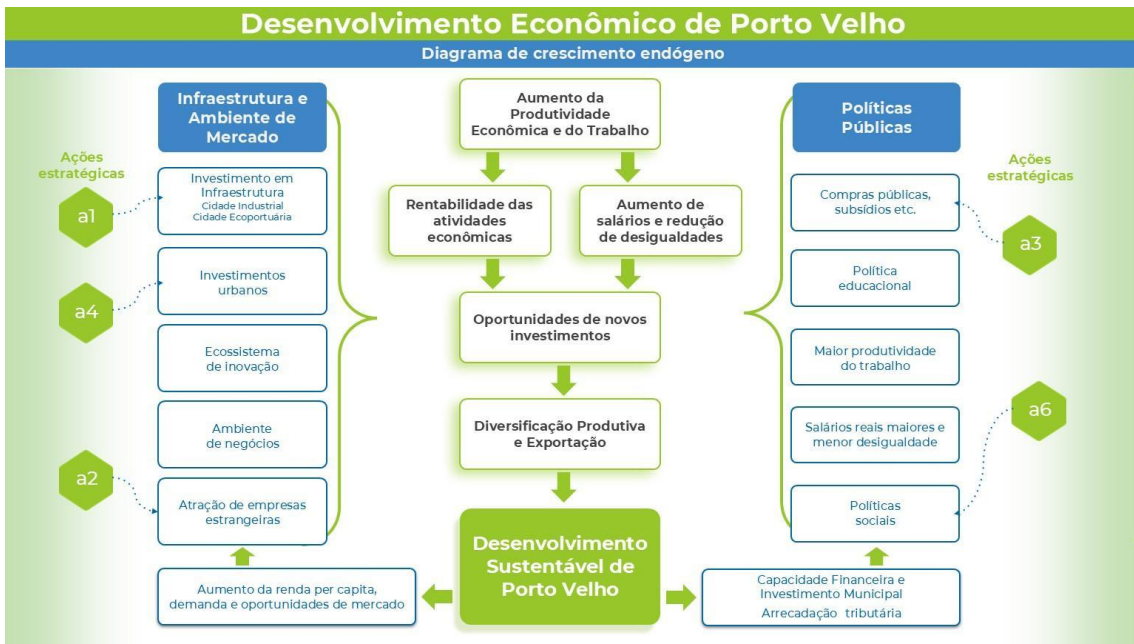 Desenvolvimento Econômico de Porto Velho
Diagrama de crescimento endógeno
Infraestrutura e
Ambiente de
Mercado
Ações
estratégicas
a1
Investimento em
Infraestrutura
Cidade Industrial
Cidade Ecoportuária
a4
Investimentos
urbanos
Ecossistema
de inovação
Ambiente
de negócios
a2
Atração de empresas
estrangeiras
Aumento da renda per capita,
demanda e oportunidades de mercado
Aumento da
Produtividade
Econômica e do Trabalho
Rentabilidade das
atividades
econômicas
Aumento de
salários e redução
de desigualdades
Oportunidades de novos
investimentos
Diversificação Produtiva
e Exportação
Desenvolvimento
Sustentável de
Porto Velho
Políticas
Públicas
Ações
estratégicas
Compras públicas,
subsídios etc.
a3
Política
educacional
Maior produtividade
do trabalho
a6
Salários reais maiores e
menor desigualdade
Políticas
sociais
Capacidade Financeira e
Investimento Municipal
Arrecadação tributária